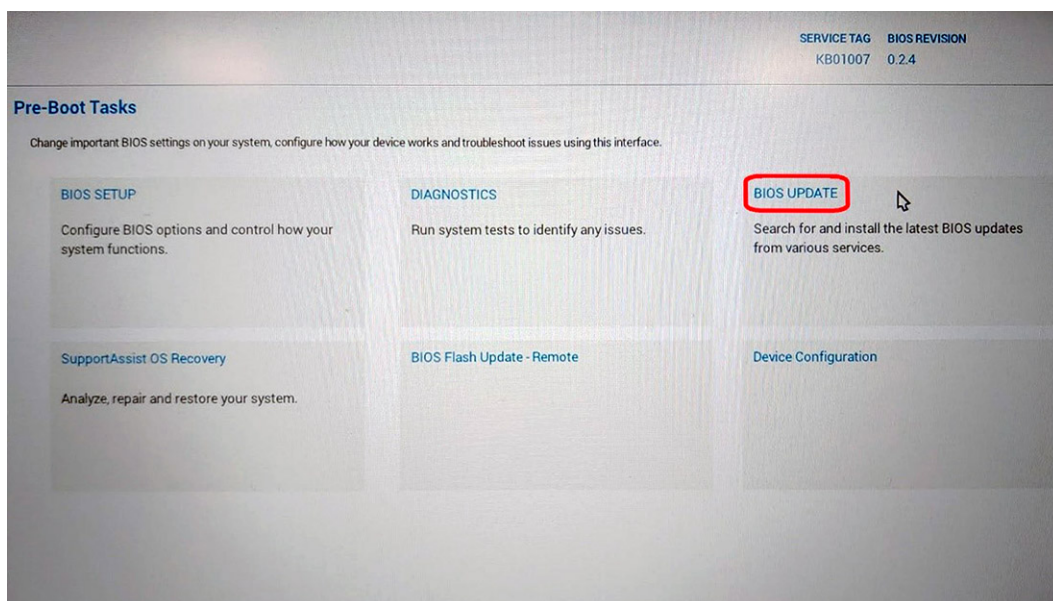 SERVICE TAG BIOS REVISION
KB01007 0.2.4
Pre-Boot Tasks
Change important BIOS settings on your system, configure how your device works and troubleshoot issues using this interface.
BIOS SETUP
Configure BIOS options and control how your
system functions.
DIAGNOSTICS
Run system tests to identify any issues.
BIOS UPDATE
Search for and install the latest BIOS updates
from various services.
SupportAssist OS Recovery
Analyze, repair and restore your system.
BIOS Flash Update - Remote
Device Configuration